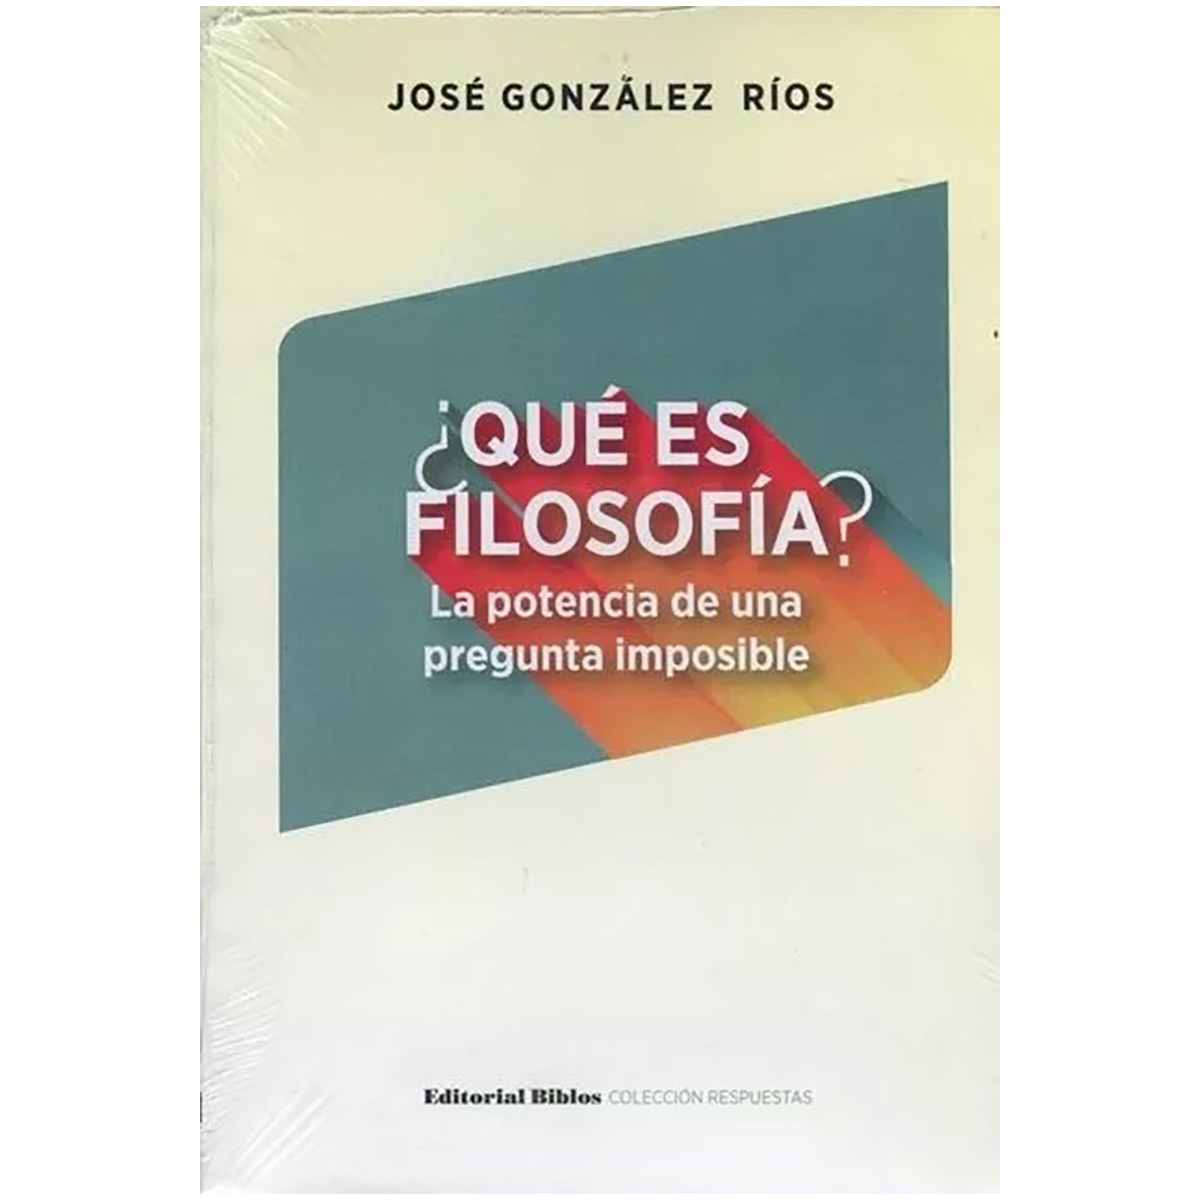 JOSÉ GONZÁLEZ RÍOS
¿QUÉ ES
FILOSOFÍA?
La potencia de una
pregunta imposible
Editorial Biblos COLECCIÓN RESPUESTAS